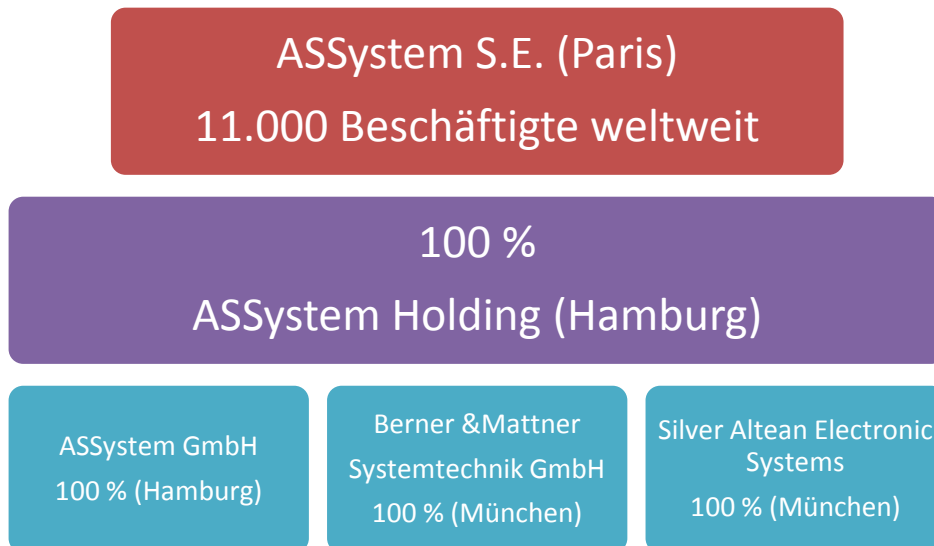 ASSystem S.E. (Paris)
11.000 Beschäftigte weltweit
100 %
ASSystem Holding (Hamburg)
ASSystem GmbH
100 % (Hamburg)
Berner &Mattner
Systemtechnik GmbH
100 % (München)
Silver Altean Electronic
Systems
100 % (München)